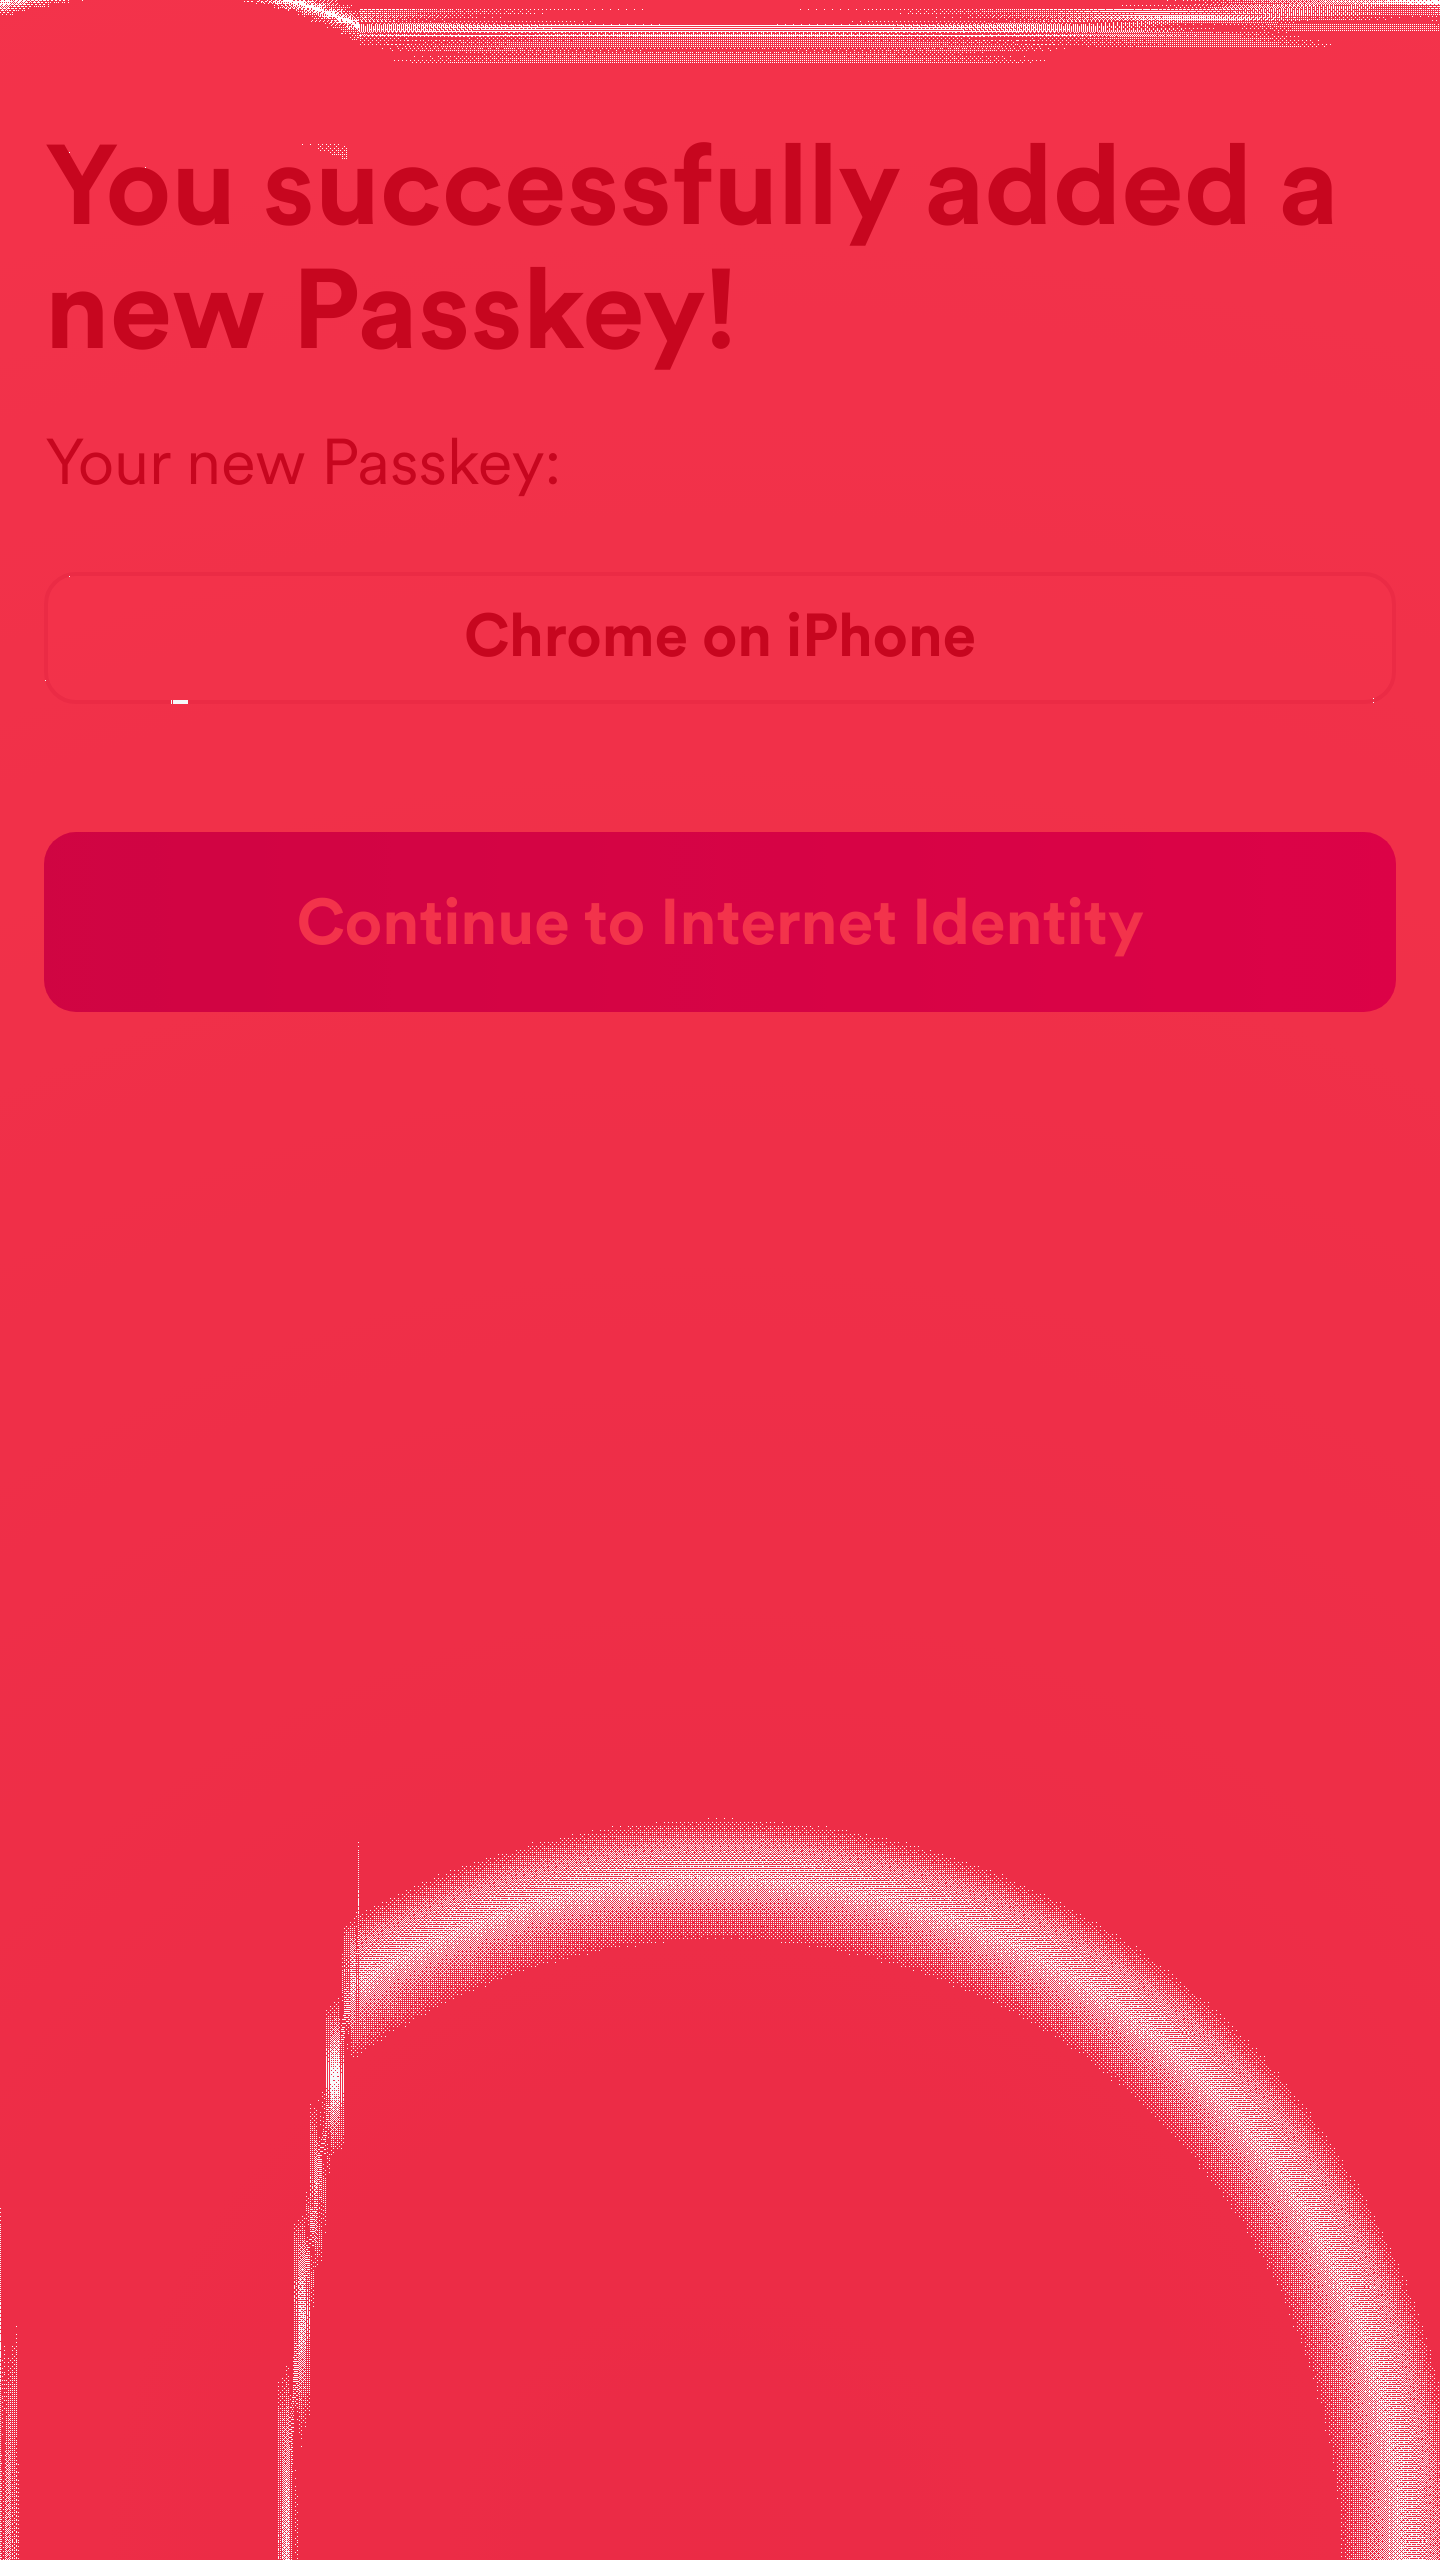 You successfully added a
new Passkey!
Your new Passkey:
Chrome on iPhone
Continue to Internet Identity